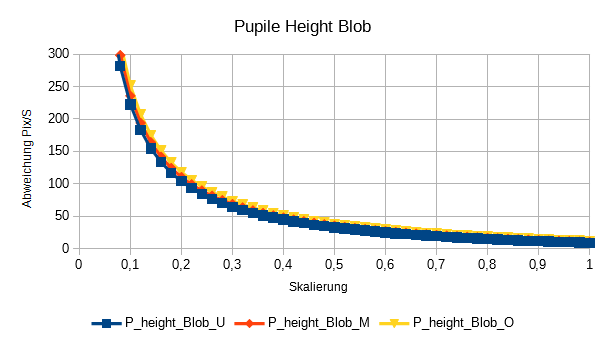 Pupile Height Blob
Abweichung Pix/S
300
250
200
150
100
50
0
0 0,1 0,2 0,3 0,4 0,5 0,6 0,7 0,8 0,9 1
Skalierung
P_height_Blob_U P_height_Blob_M P_height_Blob_O